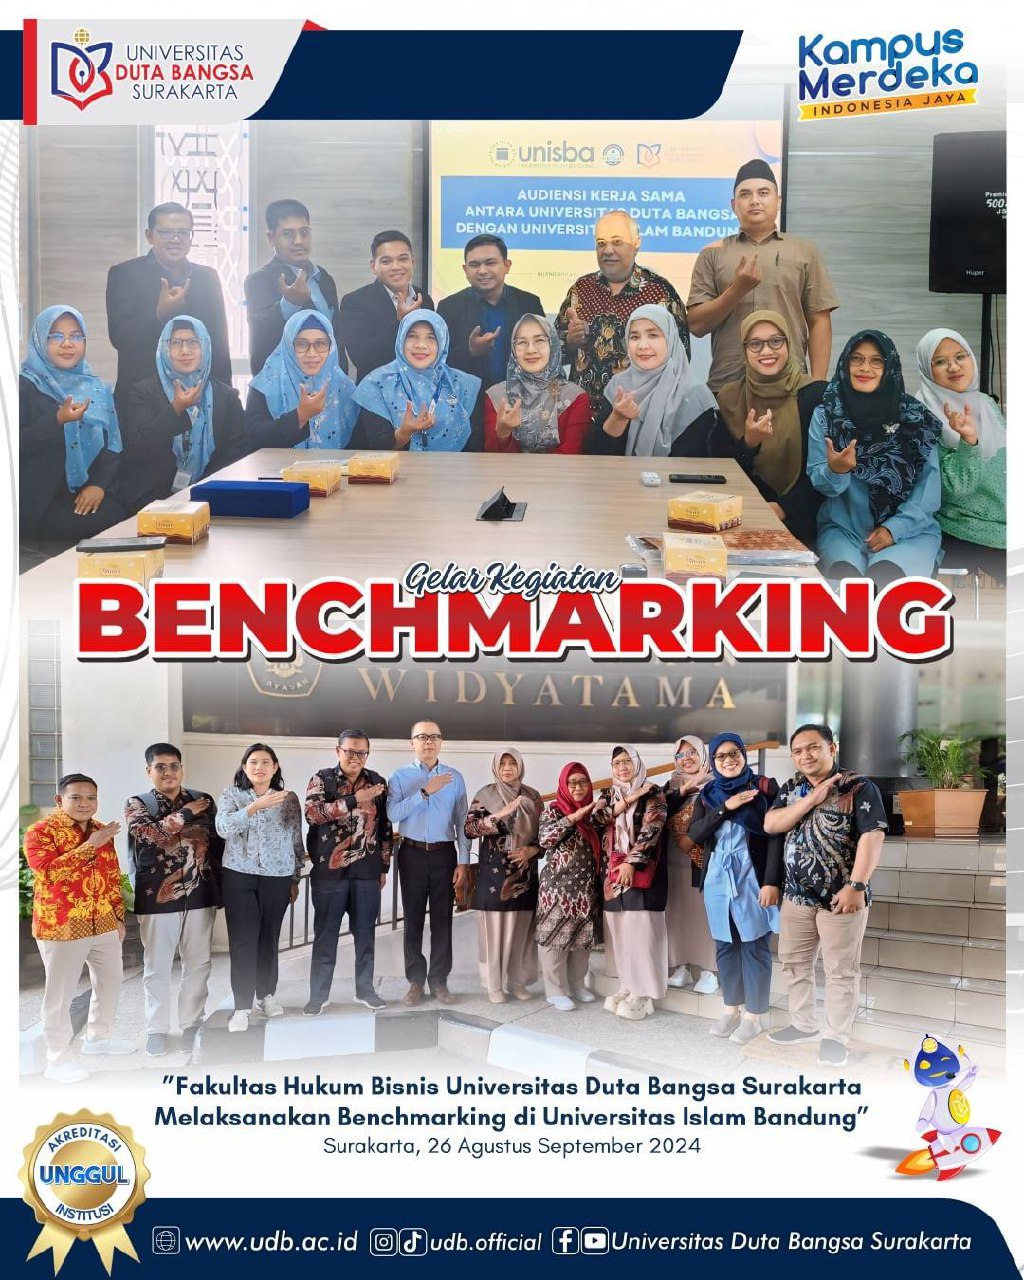 UNIVERSITAS
DUTA BANGSA
SURAKARTA
Kampus
Merdeka
INDONESIA JAYA
unisba
AUDIENSI KERJA SAMA
ANTARA UNIVERSITAS DUTA BANGSA
DENGAN UNIVERSITAS ISLAM BANDUNG
Huper
Gelar Kegiatan
BENCHMARKING
WIDYATAMA
"Fakultas Hukum Bisnis Universitas Duta Bangsa Surakarta
Melaksanakan Benchmarking di Universitas Islam Bandung"
Surakarta, 26 Agustus September 2024
AKREDITASI
UNGGUL
INSTITUSI
www.udb.ac.id udb.official Universitas Duta Bangsa Surakarta